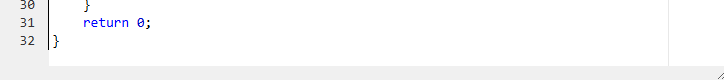 30     }
31     return 0;
32 }